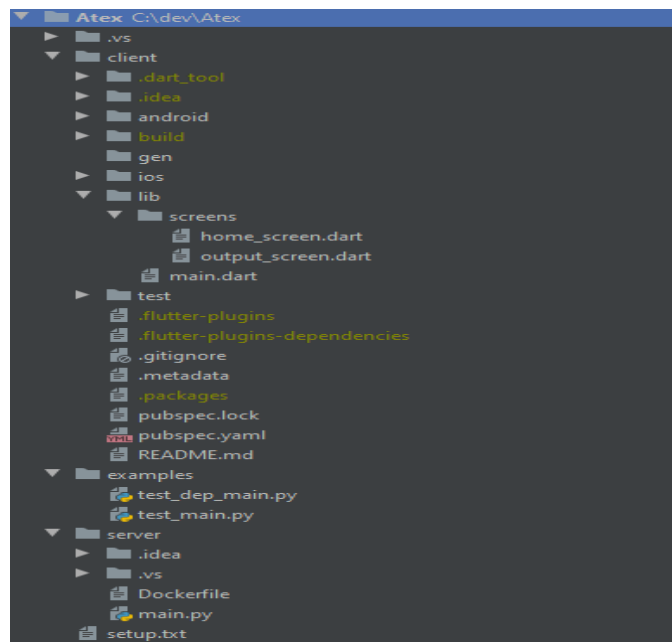 Atex C:\dev\Atex
.vs
client
.dart_tool
.idea
android
build
gen
ios
lib
screens
home_screen.dart
output_screen.dart
main.dart
test
.flutter-plugins
.flutter-plugins-dependencies
.gitignore
.metadata
.packages
pubspec.lock
YML pubspec.yaml
README.md
examples
test_dep_main.py
test_main.py
server
.idea
.vs
Dockerfile
main.py
setup.txt